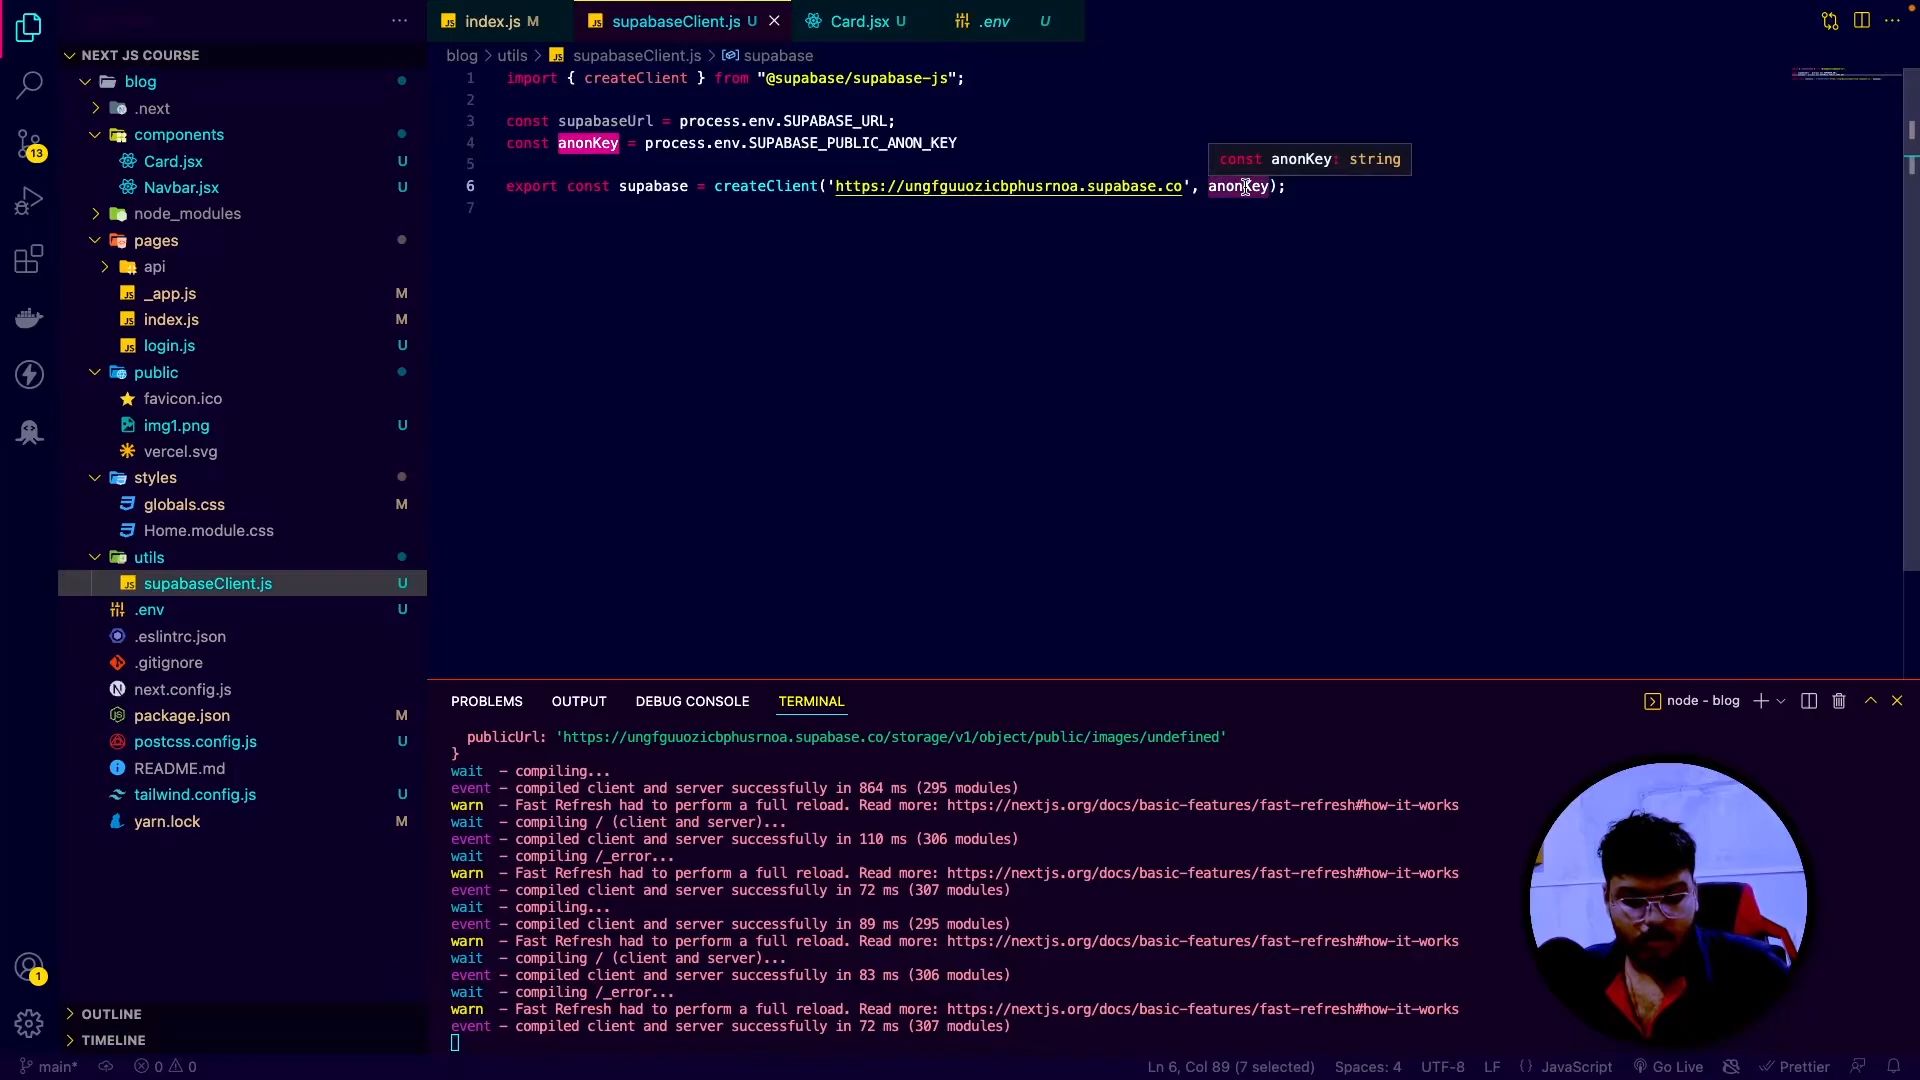 NEXT JS COURSE
blog
.next
components
Card.jsx U
Navbar.jsx U
node_modules
pages
api
_app.js M
index.js M
login.js U
public
favicon.ico
img1.png U
vercel.svg
styles
globals.css M
Home.module.css
utils
supabaseClient.js U
.env U
.eslintrc.json
.gitignore
next.config.js
package.json M
postcss.config.js U
README.md
tailwind.config.js U
yarn.lock M
OUTLINE
TIMELINE
13
1
index.js M
supabaseClient.js U
Card.jsx U
.env U
blog > utils > supabaseClient.js > supabase
1 import { createClient } from "@supabase/supabase-js";
2
3 const supabaseUrl = process.env.SUPABASE_URL;
4 const anonKey = process.env.SUPABASE_PUBLIC_ANON_KEY
5
const anonKey: string
6 export const supabase = createClient('https://ungfguuozicbphusrnoa.supabase.co', anonKey);
7
PROBLEMS OUTPUT DEBUG CONSOLE TERMINAL
node - blog
publicUrl: 'https://ungfguuozicbphusrnoa.supabase.co/storage/v1/object/public/images/undefined'
}
wait - compiling...
event - compiled client and server successfully in 864 ms (295 modules)
warn - Fast Refresh had to perform a full reload. Read more: https://nextjs.org/docs/basic-features/fast-refresh#how-it-works
wait - compiling / (client and server)...
event - compiled client and server successfully in 110 ms (306 modules)
wait - compiling /_error...
warn - Fast Refresh had to perform a full reload. Read more: https://nextjs.org/docs/basic-features/fast-refresh#how-it-works
event - compiled client and server successfully in 72 ms (307 modules)
wait - compiling...
event - compiled client and server successfully in 89 ms (295 modules)
warn - Fast Refresh had to perform a full reload. Read more: https://nextjs.org/docs/basic-features/fast-refresh#how-it-works
wait - compiling / (client and server)...
event - compiled client and server successfully in 83 ms (306 modules)
wait - compiling /_error...
warn - Fast Refresh had to perform a full reload. Read more: https://nextjs.org/docs/basic-features/fast-refresh#how-it-works
event - compiled client and server successfully in 72 ms (307 modules)
main* 0 0 Ln 6, Col 89 (7 selected) Spaces: 4 UTF-8 LF {} JavaScript Go Live Prettier